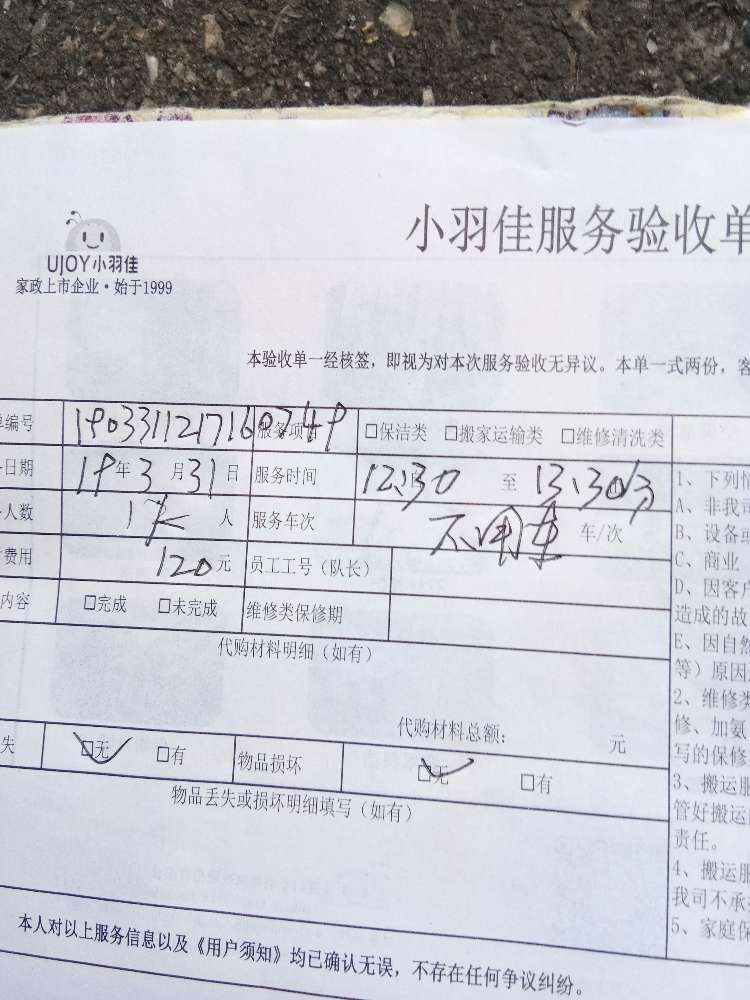 小羽佳服务验收单
UJOY小羽佳
家政上市企业·始于1999
本验收单一经核签，即视为对本次服务验收无异议。本单一式两份，客
单编号 190331121716 服务项目 □保洁类 □搬家运输类 □维修清洗类
日期 19年3月31日 服务时间 12:30 至 13:30分
人数 1 人 服务车次 不用车 车/次
费用 120元 员工工号（队长）
内容 □完成 □未完成 维修类保修期
代购材料明细（如有）
代购材料总额： 元
失 □无 □有 物品损坏 □无 □有
物品丢失或损坏明细填写（如有）
本人对以上服务信息以及《用户须知》均已确认无误，不存在任何争议纠纷。
1、下列情
A、非我司
B、设备或
C、商业
D、因客户
造成的故
E、因自然
等）原因
2、维修类
修、加氨
写的保修
3、搬运服
管好搬运
责任。
4、搬运服
我司不承
5、家庭保